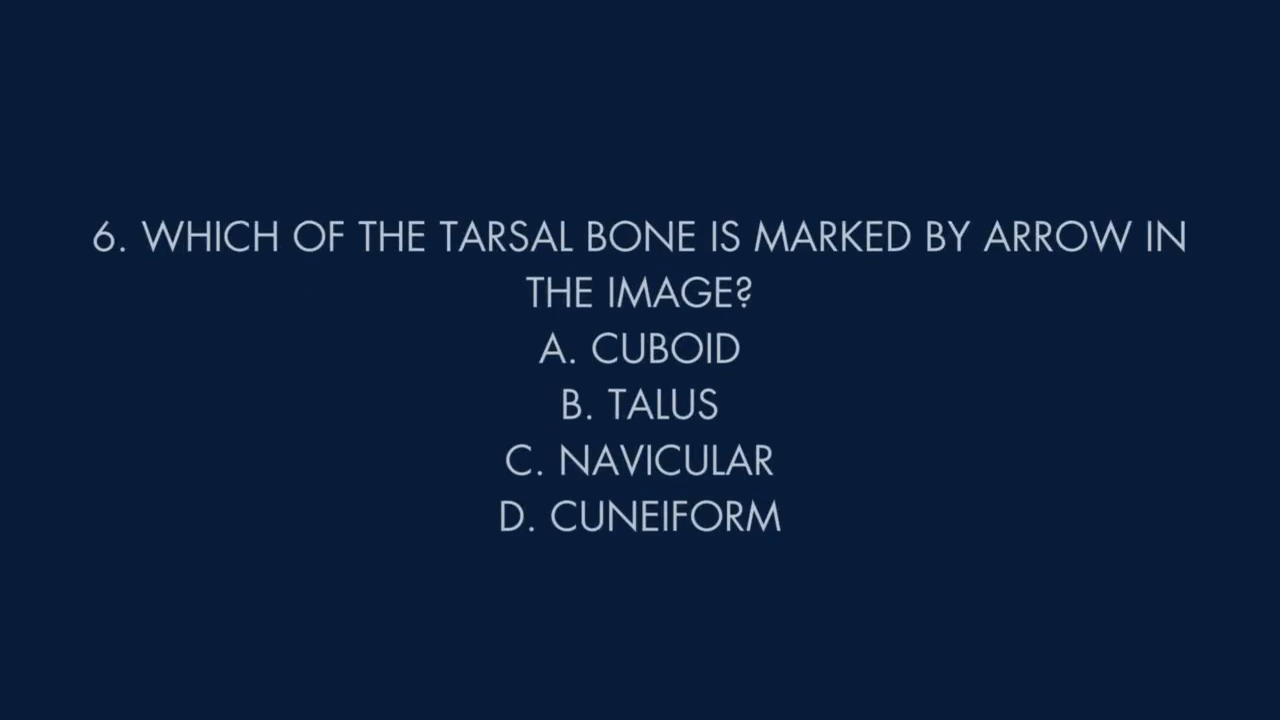 6. WHICH OF THE TARSAL BONE IS MARKED BY ARROW IN
THE IMAGE?
A. CUBOID
B. TALUS
C. NAVICULAR
D. CUNEIFORM